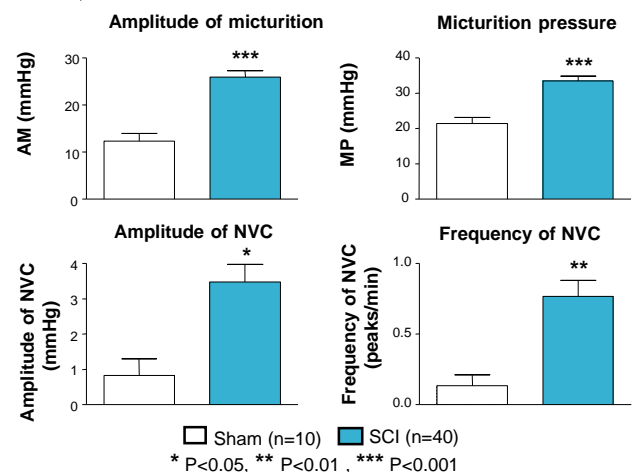 Amplitude of micturition
***
AM (mmHg)
30
20
10
0
Micturition pressure
***
MP (mmHg)
40
30
20
10
0
Amplitude of NVC
*
Amplitude of NVC
(mmHg)
4
3
2
1
0
Frequency of NVC
**
Frequency of NVC
(peaks/min)
1.0
0.5
0.0
Sham (n=10) SCI (n=40)
* P<0.05, ** P<0.01 , *** P<0.001